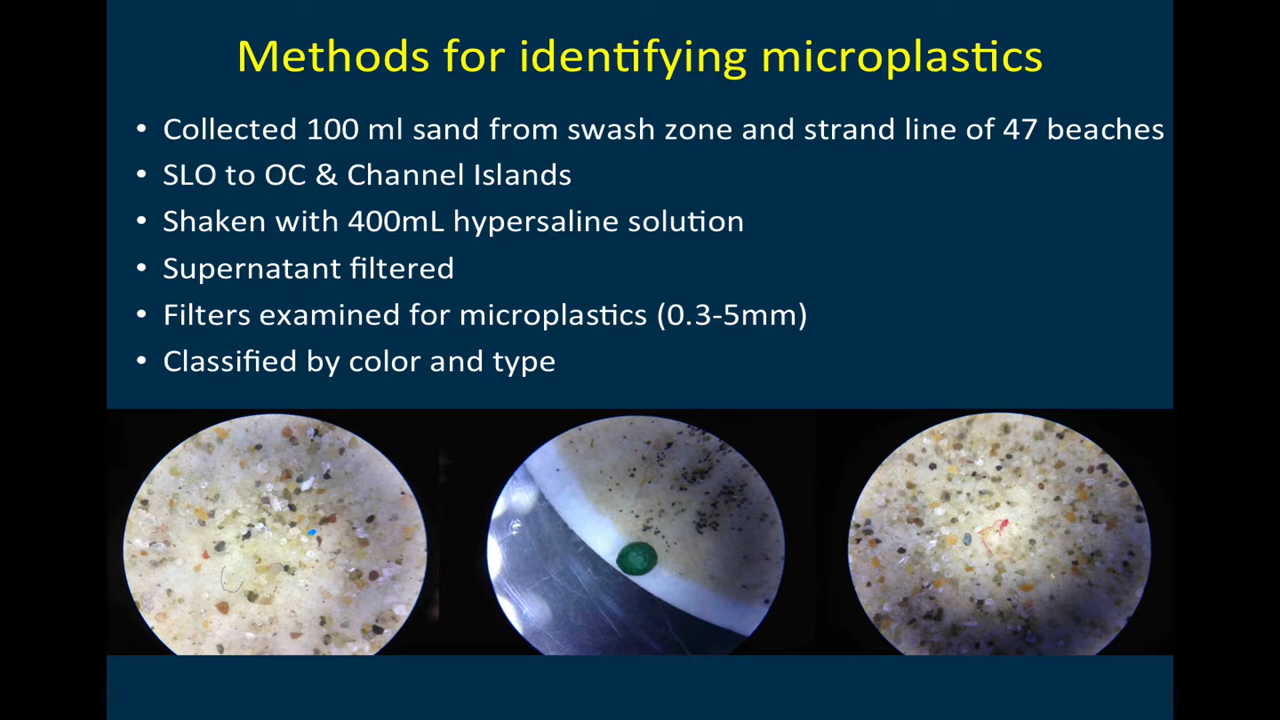 Methods for identifying microplastics
• Collected 100 ml sand from swash zone and strand line of 47 beaches
• SLO to OC & Channel Islands
• Shaken with 400mL hypersaline solution
• Supernatant filtered
• Filters examined for microplastics (0.3-5mm)
• Classified by color and type